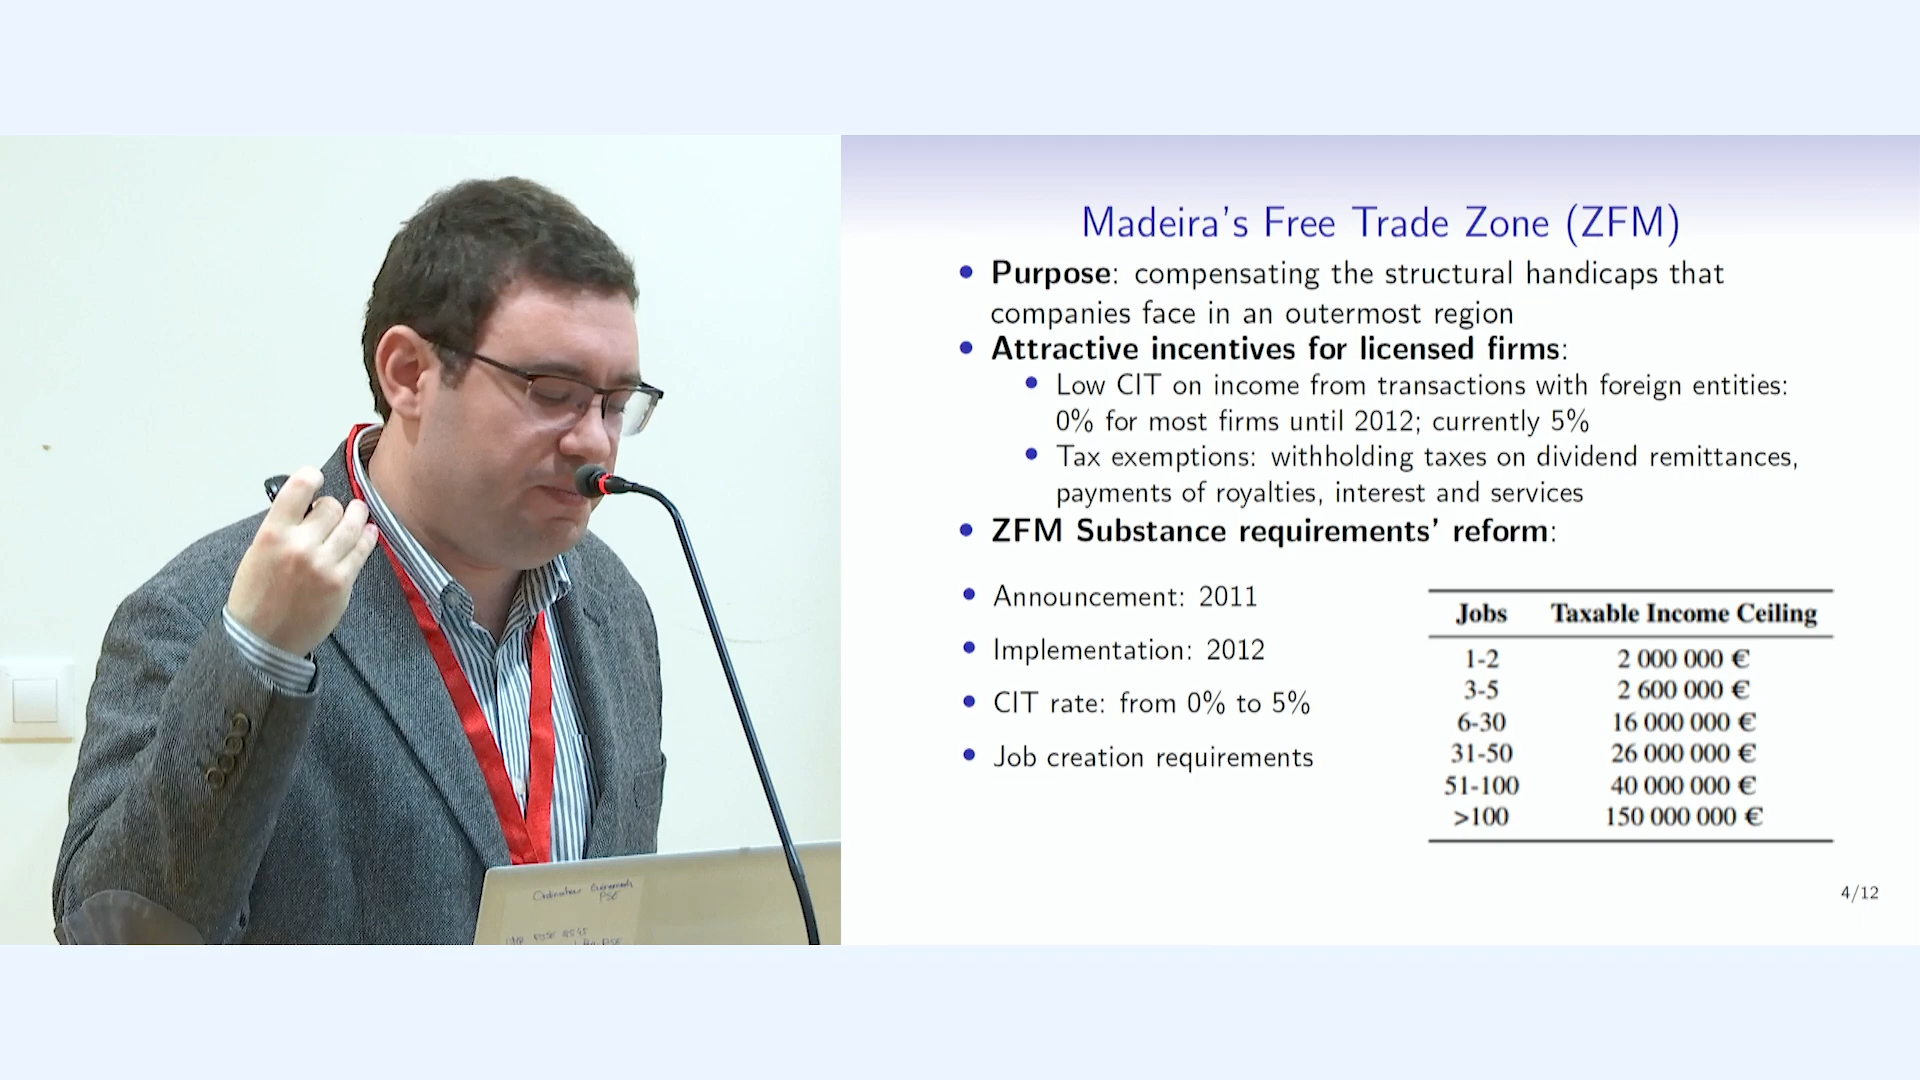 Madeira's Free Trade Zone (ZFM)
• Purpose: compensating the structural handicaps that
companies face in an outermost region
• Attractive incentives for licensed firms:
• Low CIT on income from transactions with foreign entities:
0% for most firms until 2012; currently 5%
• Tax exemptions: withholding taxes on dividend remittances,
payments of royalties, interest and services
• ZFM Substance requirements' reform:
• Announcement: 2011
• Implementation: 2012
• CIT rate: from 0% to 5%
• Job creation requirements
Jobs Taxable Income Ceiling
1-2 2 000 000 €
3-5 2 600 000 €
6-30 16 000 000 €
31-50 26 000 000 €
51-100 40 000 000 €
>100 150 000 000 €
4/12
PSE